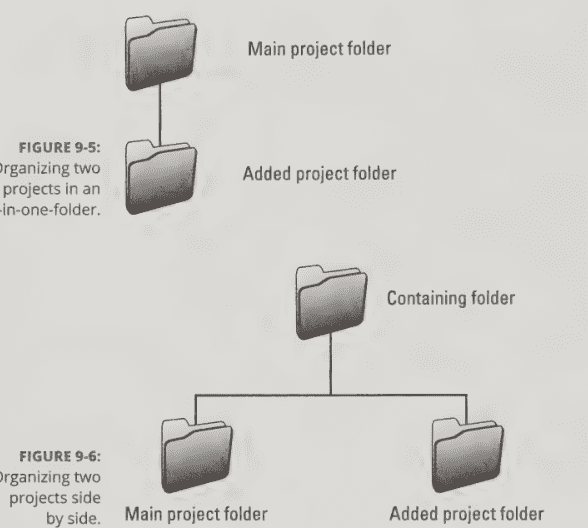 Main project folder
FIGURE 9-5:
Organizing two
projects in an
-in-one-folder.
Added project folder
Containing folder
FIGURE 9-6:
Organizing two
projects side
by side.
Main project folder
Added project folder